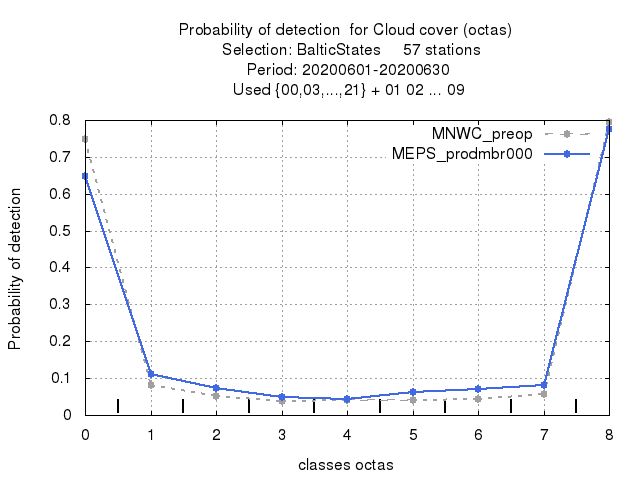 Probability of detection  for Cloud cover (octas)
Selection: BalticStates     57 stations
Period: 20200601-20200630
Used {00,03,...,21} + 01 02 ... 09
MNWC_preop
MEPS_prodmbr000
Probability of detection
0.8
0.7
0.6
0.5
0.4
0.3
0.2
0.1
0
0 1 2 3 4 5 6 7 8
classes octas